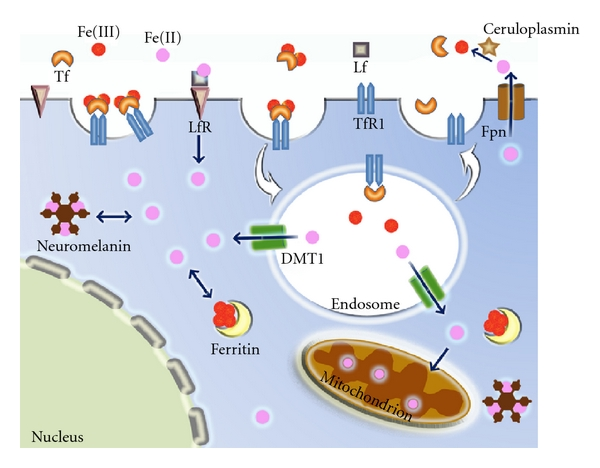 Ceruloplasmin
Fe(III)
Fe(II)
Tf
Lf
LfR
TfR1
Fpn
Neuromelanin
DMT1
Endosome
Ferritin
Mitochondrion
Nucleus